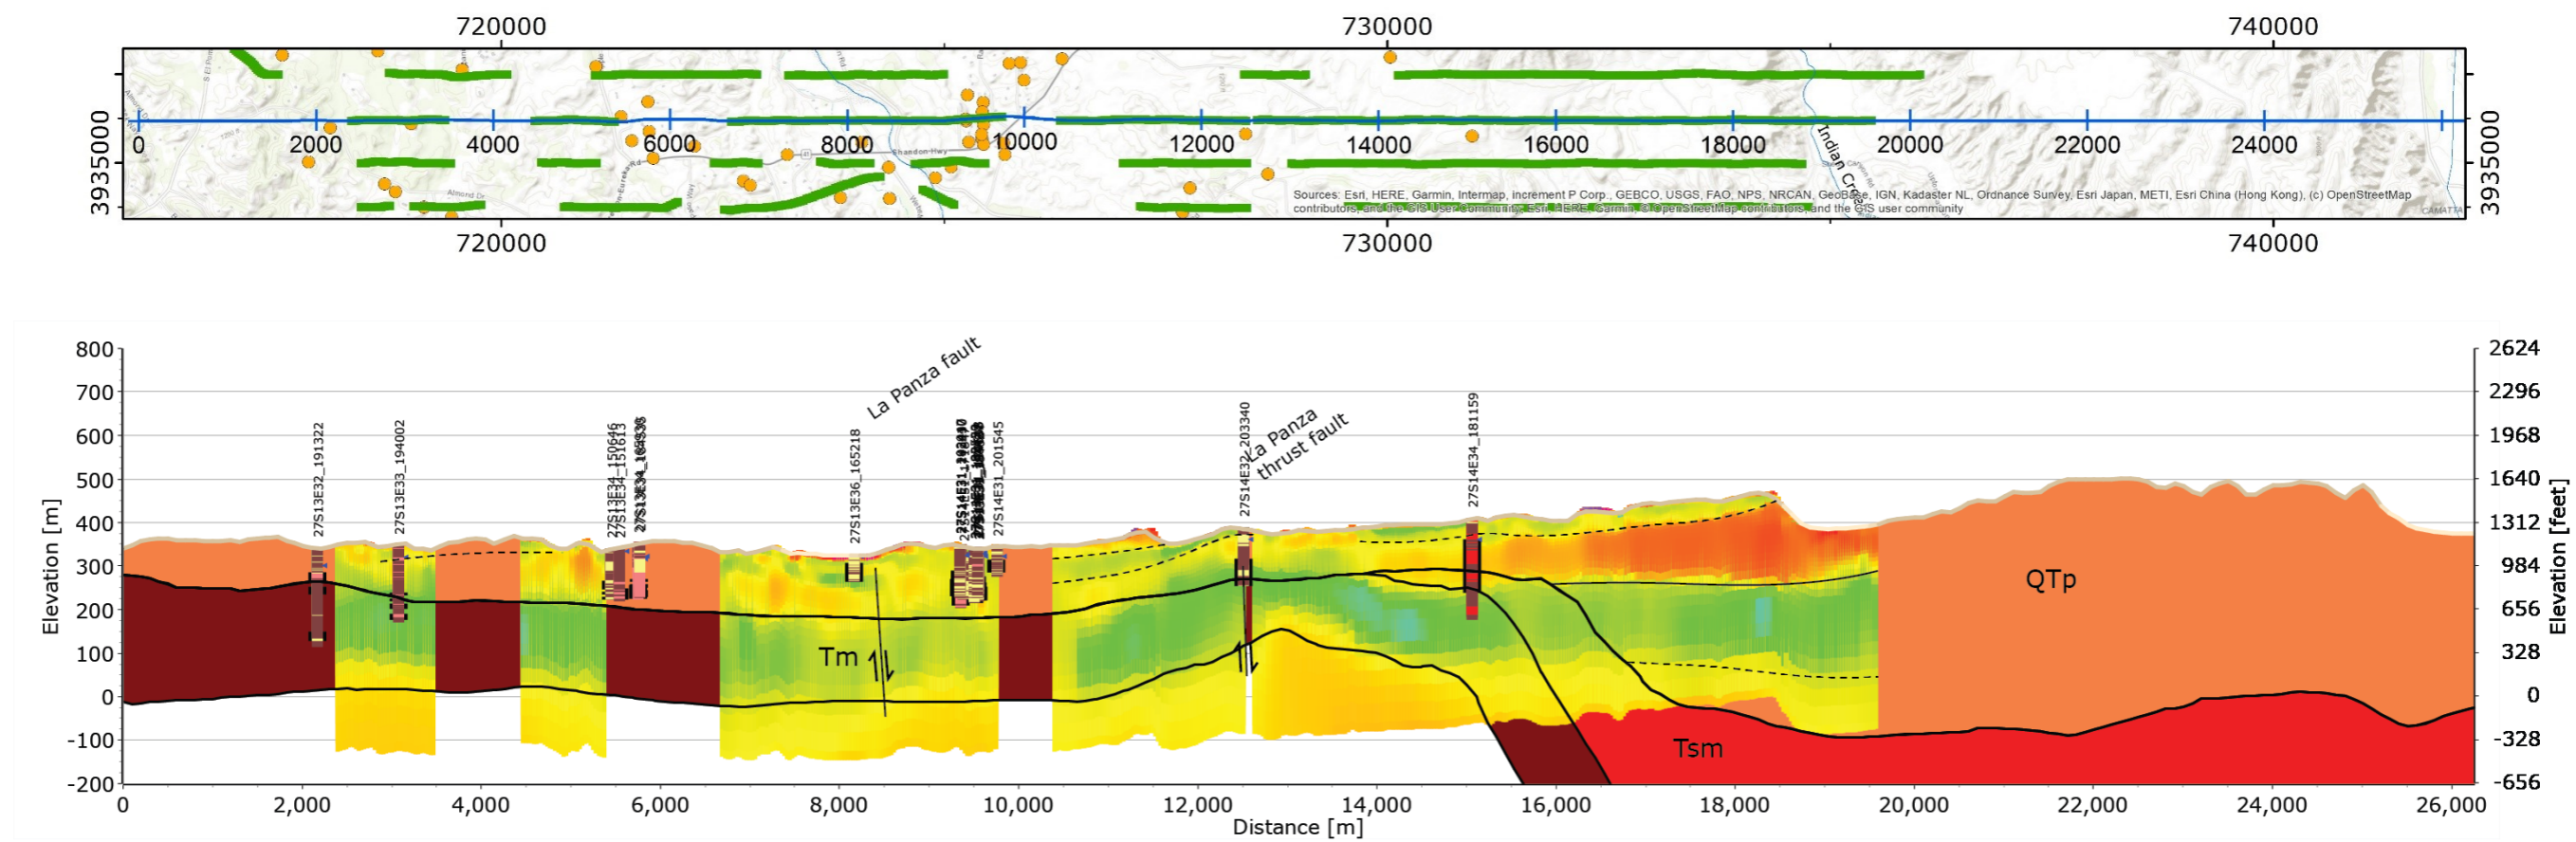 720000 730000 740000
3935000
0 2000 4000 6000 8000 10000 12000 14000 16000 18000 20000 22000 24000
3935000
Shandon-Hwy
41
Almond Dr
Indian Creek
CAMATTA
Sources: Esri, HERE, Garmin, Intermap, increment P Corp., GEBCO, USGS, FAO, NPS, NRCAN, GeoBase, IGN, Kadaster NL, Ordnance Survey, Esri Japan, METI, Esri China (Hong Kong), (c) OpenStreetMap
contributors, and the GIS User Community, Esri, HERE, Garmin, © OpenStreetMap contributors, and the GIS user community
720000 730000 740000
La Panza fault
La Panza
thrust fault
27S13E32_191322
27S13E33_194002
27S13E34_150646
27S13E34_151613
27S13E36_165218
27S14E31_201545
27S14E32_203340
27S14E34_181159
Elevation [m]
800
700
600
500
400
300
200
100
0
-100
-200
Tm
QTp
Tsm
2624
2296
1968
1640
1312
984
656
328
0
-328
-656
Elevation [feet]
0 2,000 4,000 6,000 8,000 10,000 12,000 14,000 16,000 18,000 20,000 22,000 24,000 26,000
Distance [m]